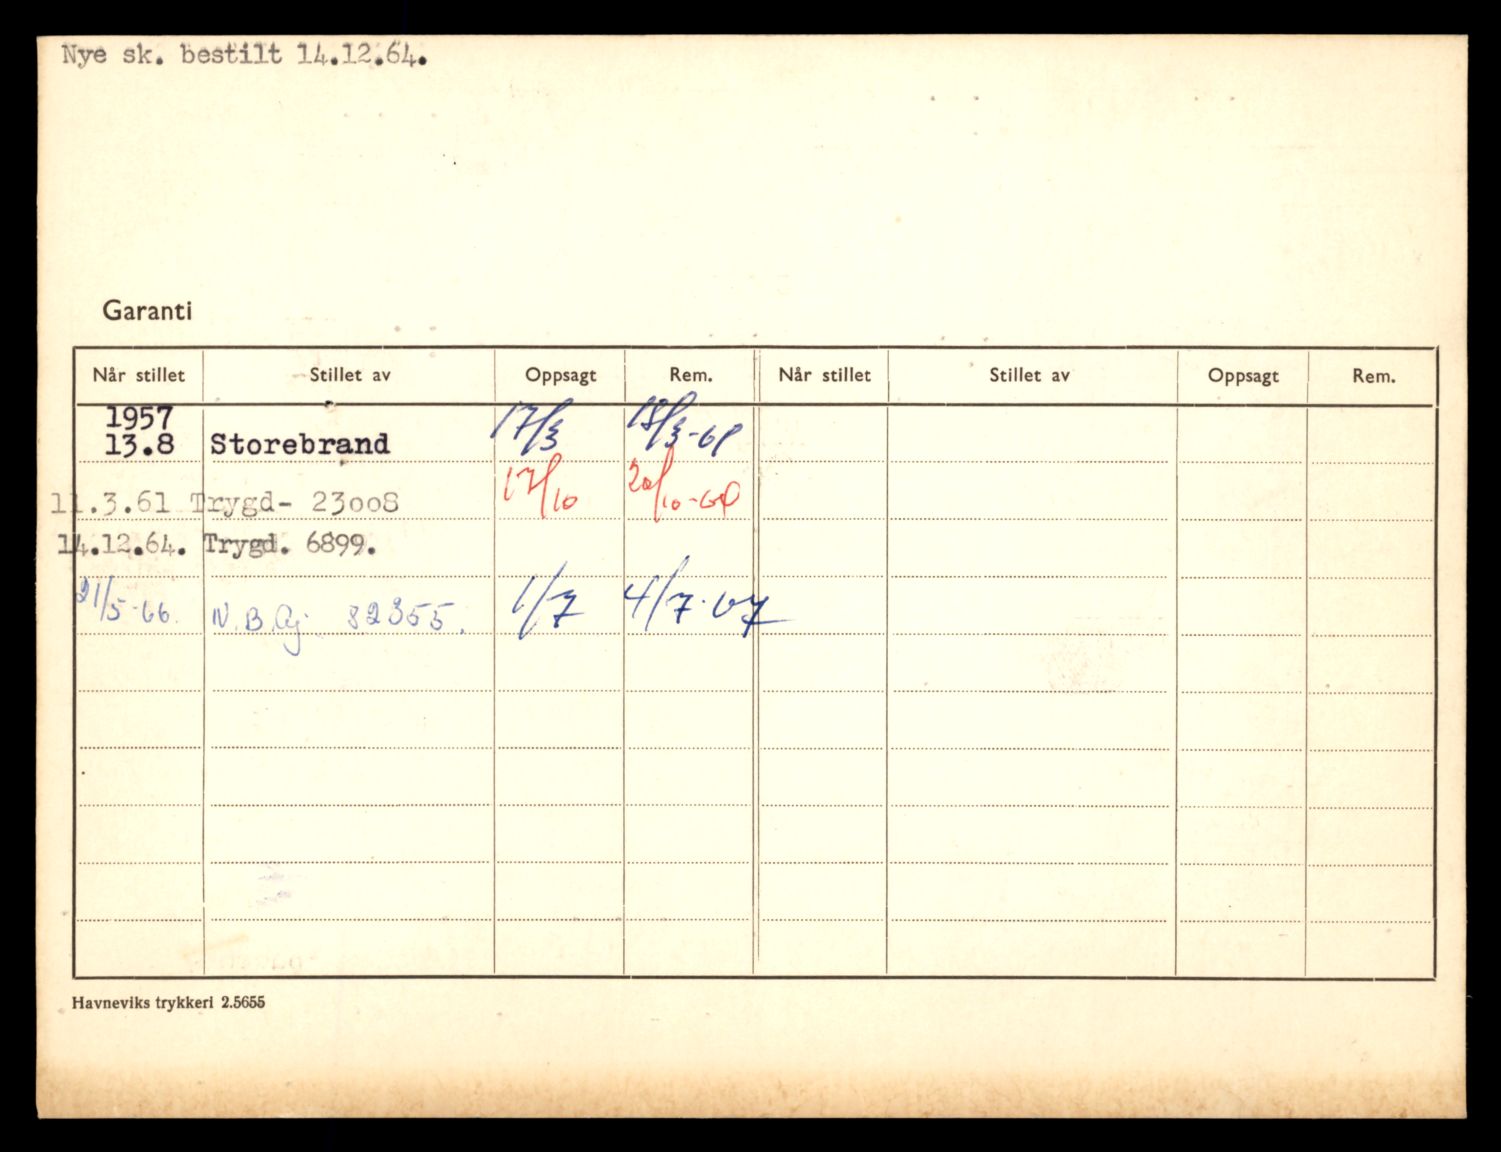 Nye sk. bestilt 14.12.64.
Garanti
Når stillet Stillet av Oppsagt Rem. Når stillet Stillet av Oppsagt Rem.
1957
13.8 Storebrand 17/3 18/3-61
11.3.61 Trygd- 23008 17/10 20/10-
14.12.64. Trygd. 6899.
21/5-66. N.B. 82355. 1/7 4/7-67
Havneviks trykkeri 2.5655